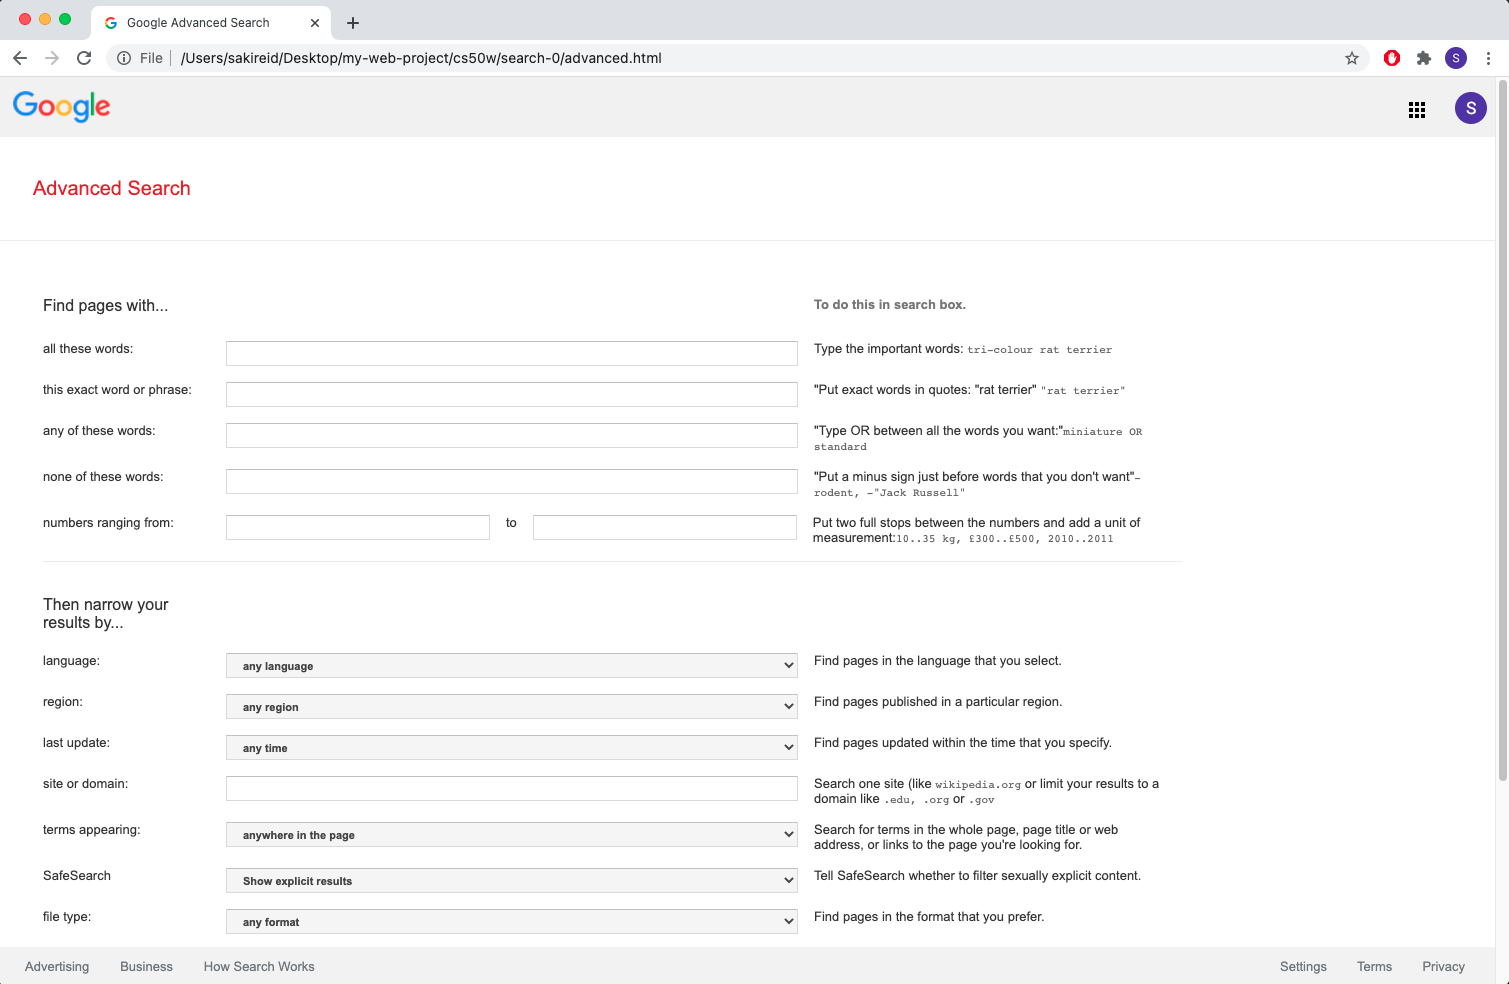 Google Advanced Search
File | /Users/sakireid/Desktop/my-web-project/cs50w/search-0/advanced.html
S
Google
S
Advanced Search
Find pages with...
To do this in search box.
all these words:
Type the important words: tri-colour rat terrier
this exact word or phrase:
"Put exact words in quotes: "rat terrier" "rat terrier"
any of these words:
"Type OR between all the words you want:"miniature OR
standard
none of these words:
"Put a minus sign just before words that you don't want"-
rodent, -"Jack Russell"
numbers ranging from:
to
Put two full stops between the numbers and add a unit of
measurement:10..35 kg, £300..£500, 2010..2011
Then narrow your
results by...
language:
any language
Find pages in the language that you select.
region:
any region
Find pages published in a particular region.
last update:
any time
Find pages updated within the time that you specify.
site or domain:
Search one site (like wikipedia.org or limit your results to a
domain like .edu, .org or .gov
terms appearing:
anywhere in the page
Search for terms in the whole page, page title or web
address, or links to the page you're looking for.
SafeSearch
Show explicit results
Tell SafeSearch whether to filter sexually explicit content.
file type:
any format
Find pages in the format that you prefer.
Advertising Business How Search Works Settings Terms Privacy